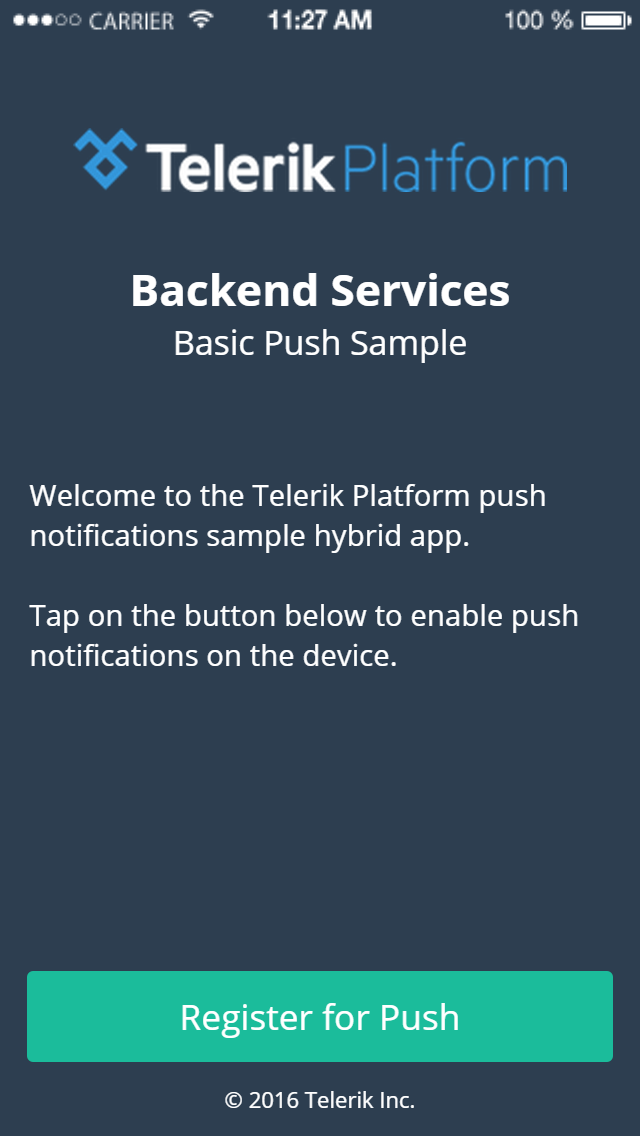 CARRIER 11:27 AM 100 %
Telerik Platform
Backend Services
Basic Push Sample
Welcome to the Telerik Platform push
notifications sample hybrid app.
Tap on the button below to enable push
notifications on the device.
Register for Push
© 2016 Telerik Inc.